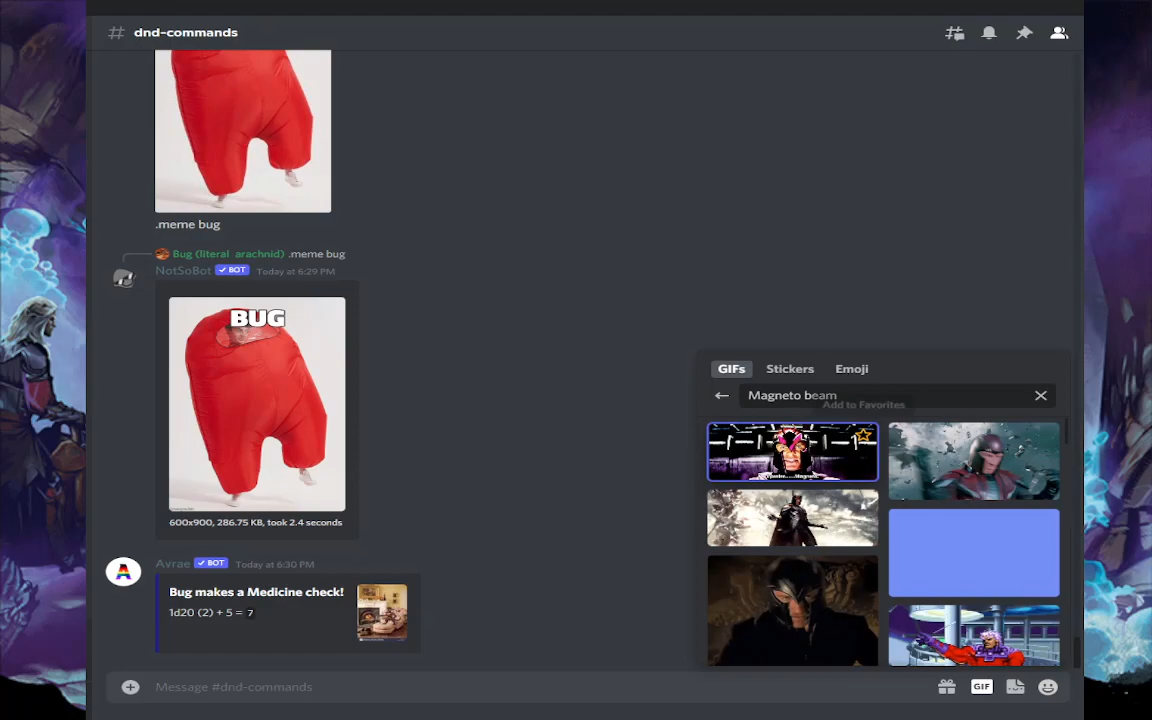 dnd-commands
.meme bug
Bug (literal arachnid) .meme bug
NotSoBot BOT Today at 6:29 PM
BUG
600x900, 286.75 KB, took 2.4 seconds
Avrae BOT Today at 6:30 PM
Bug makes a Medicine check!
1d20 (2) + 5 = 7
GIFs Stickers Emoji
Magneto beam
Add to Favorites
Message #dnd-commands
GIF